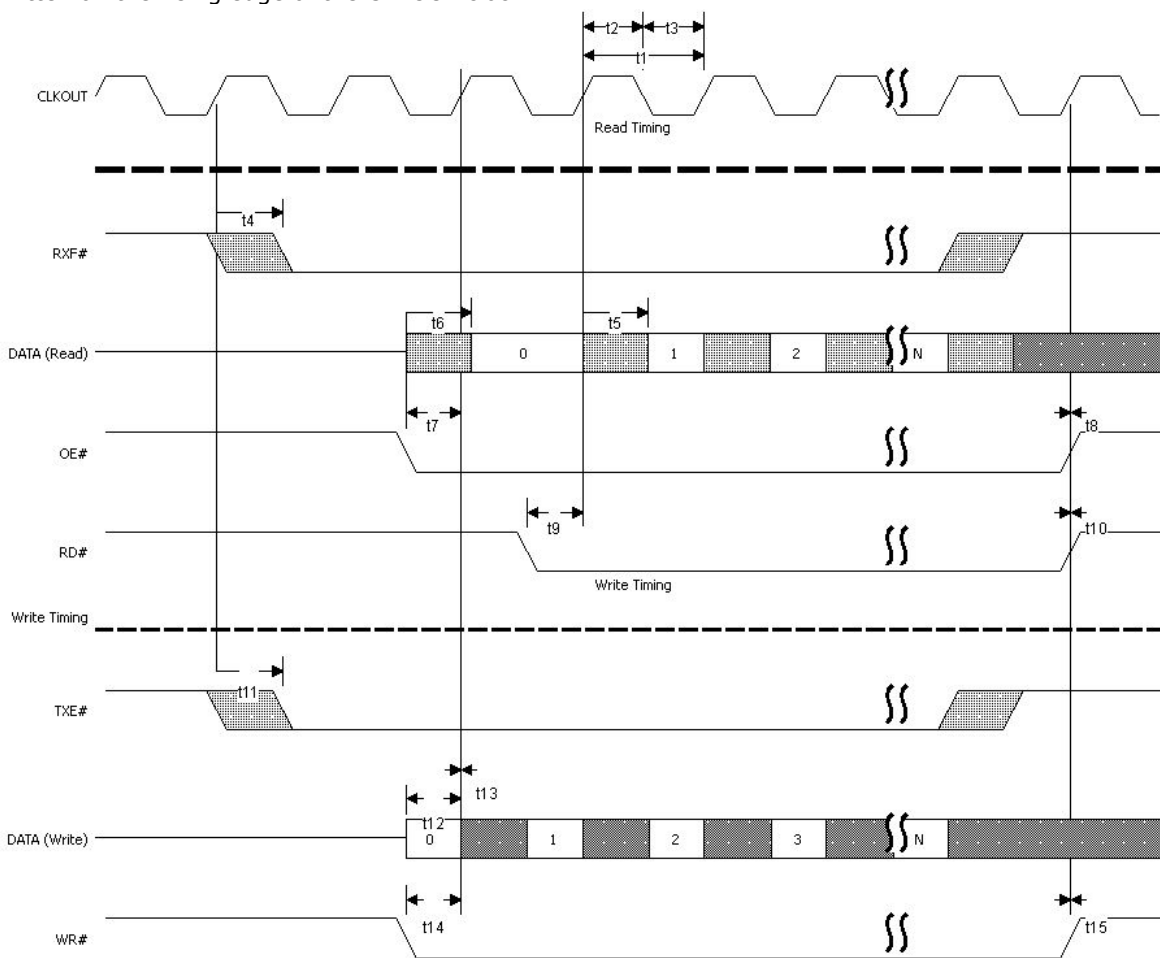 t2 t3
t1
CLKOUT
Read Timing
t4
RXF#
t6 t5
DATA (Read) 0 1 2 N
t7 t8
OE#
t9 t10
RD#
Write Timing
Write Timing
t11
TXE#
t13
t12
DATA (Write) 0 1 2 3 N
t14 t15
WR#